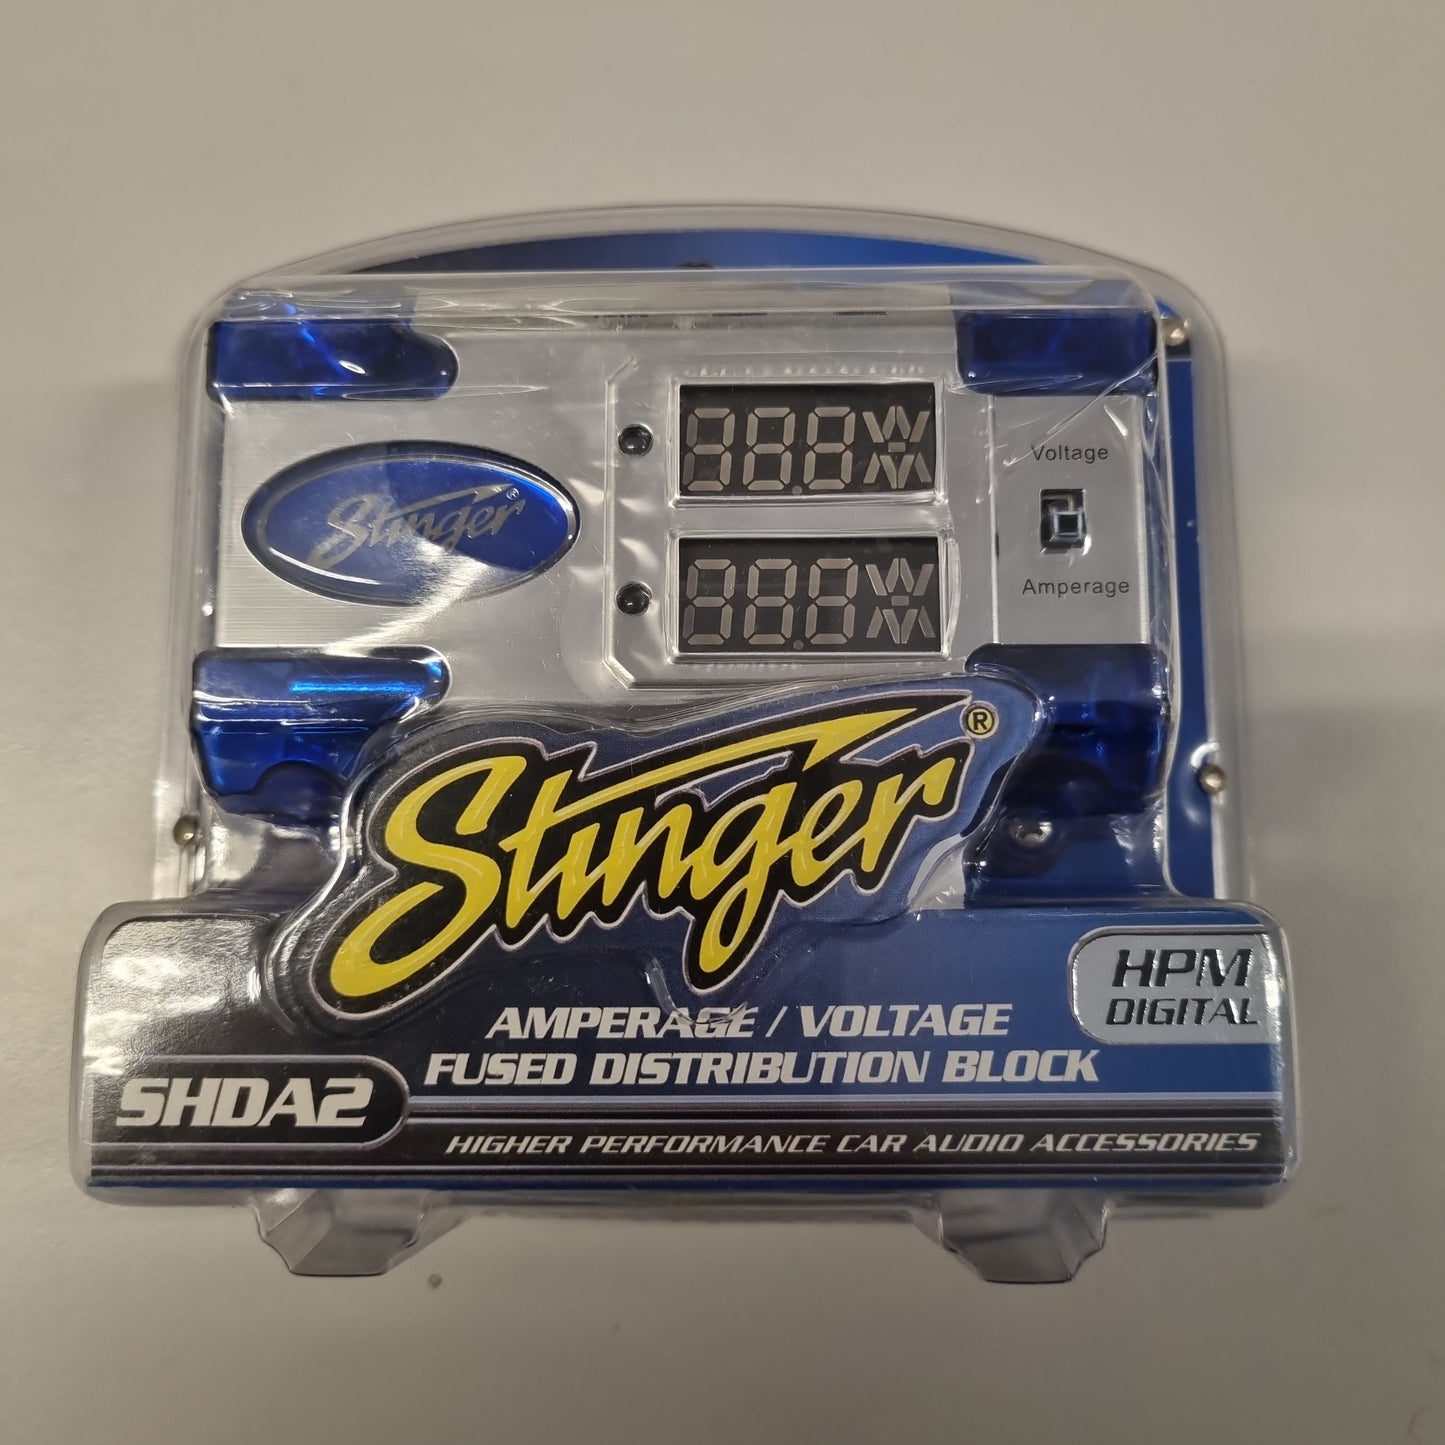 Stinger®
Voltage
Amperage
Stinger®
HPM
DIGITAL
AMPERAGE / VOLTAGE
FUSED DISTRIBUTION BLOCK
SHDA2
HIGHER PERFORMANCE CAR AUDIO ACCESSORIES